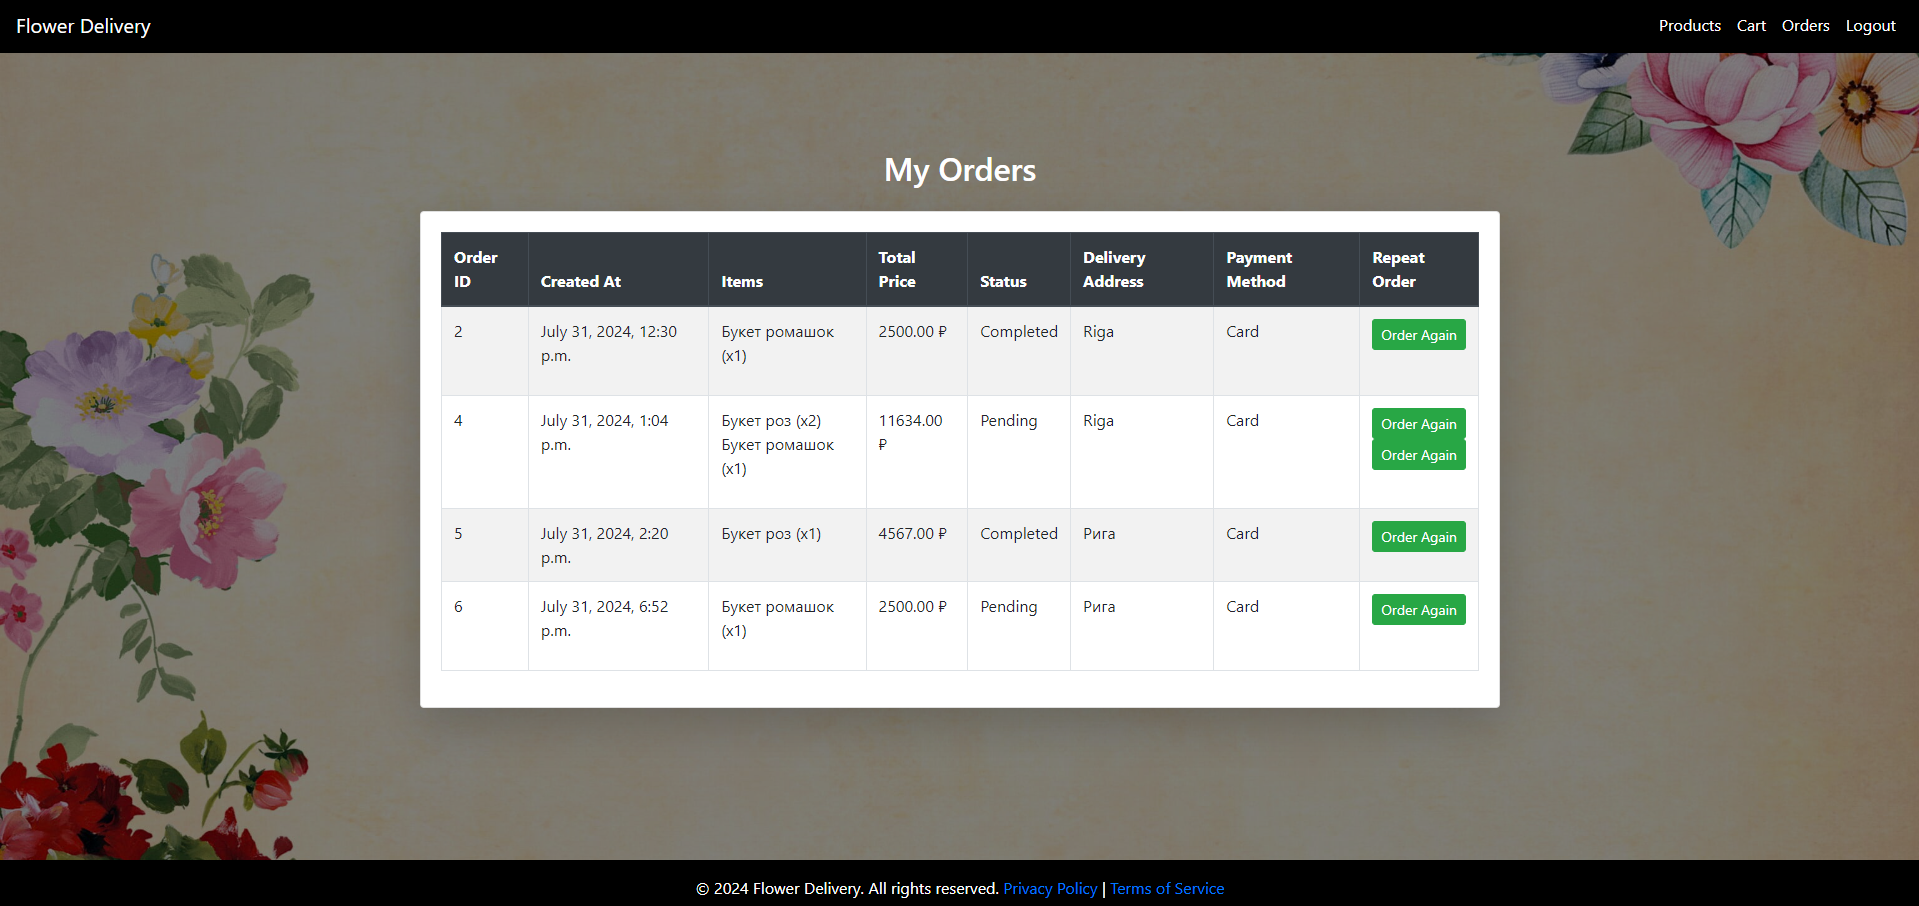 Flower Delivery
Products Cart Orders Logout
My Orders
Order ID
Created At
Items
Total Price
Status
Delivery Address
Payment Method
Repeat Order
2
July 31, 2024, 12:30 p.m.
Букет ромашок (x1)
2500.00 ₽
Completed
Riga
Card
Order Again
4
July 31, 2024, 1:04 p.m.
Букет роз (x2)
Букет ромашок (x1)
11634.00 ₽
Pending
Riga
Card
Order Again
Order Again
5
July 31, 2024, 2:20 p.m.
Букет роз (x1)
4567.00 ₽
Completed
Рига
Card
Order Again
6
July 31, 2024, 6:52 p.m.
Букет ромашок (x1)
2500.00 ₽
Pending
Рига
Card
Order Again
© 2024 Flower Delivery. All rights reserved. Privacy Policy | Terms of Service